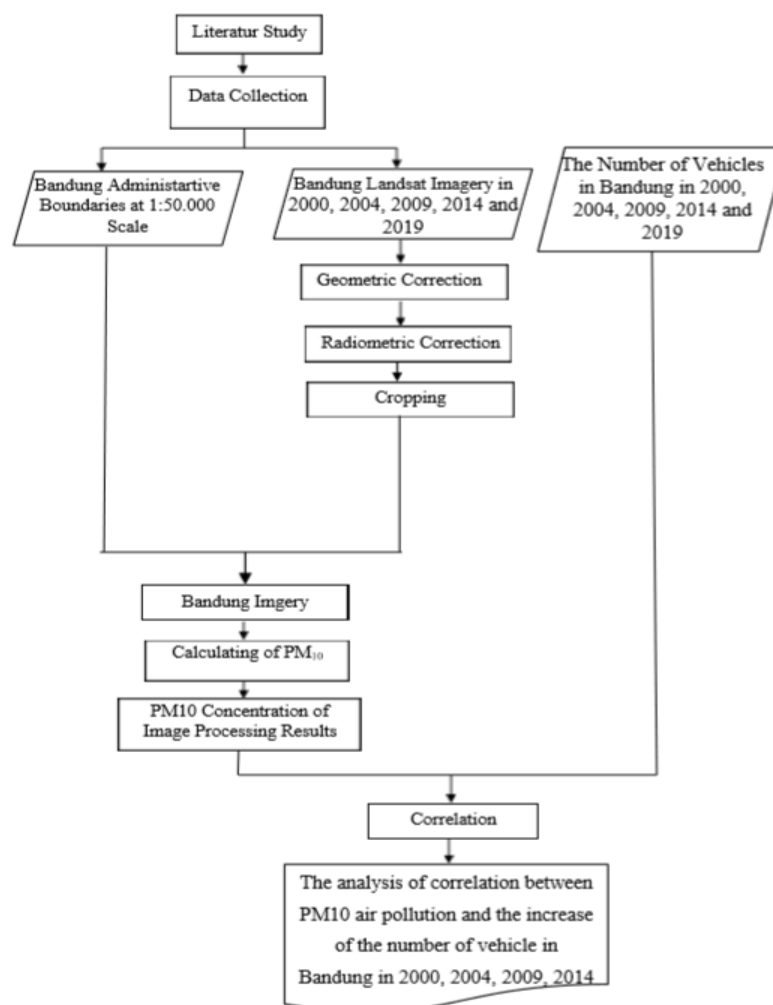 Literatur Study
Data Collection
Bandung Administartive
Boundaries at 1:50.000
Scale
Bandung Landsat Imagery in
2000, 2004, 2009, 2014 and
2019
The Number of Vehicles
in Bandung in 2000,
2004, 2009, 2014 and
2019
Geometric Correction
Radiometric Correction
Cropping
Bandung Imgery
Calculating of PM₁₀
PM10 Concentration of
Image Processing Results
Correlation
The analysis of correlation between
PM10 air pollution and the increase
of the number of vehicle in
Bandung in 2000, 2004, 2009, 2014